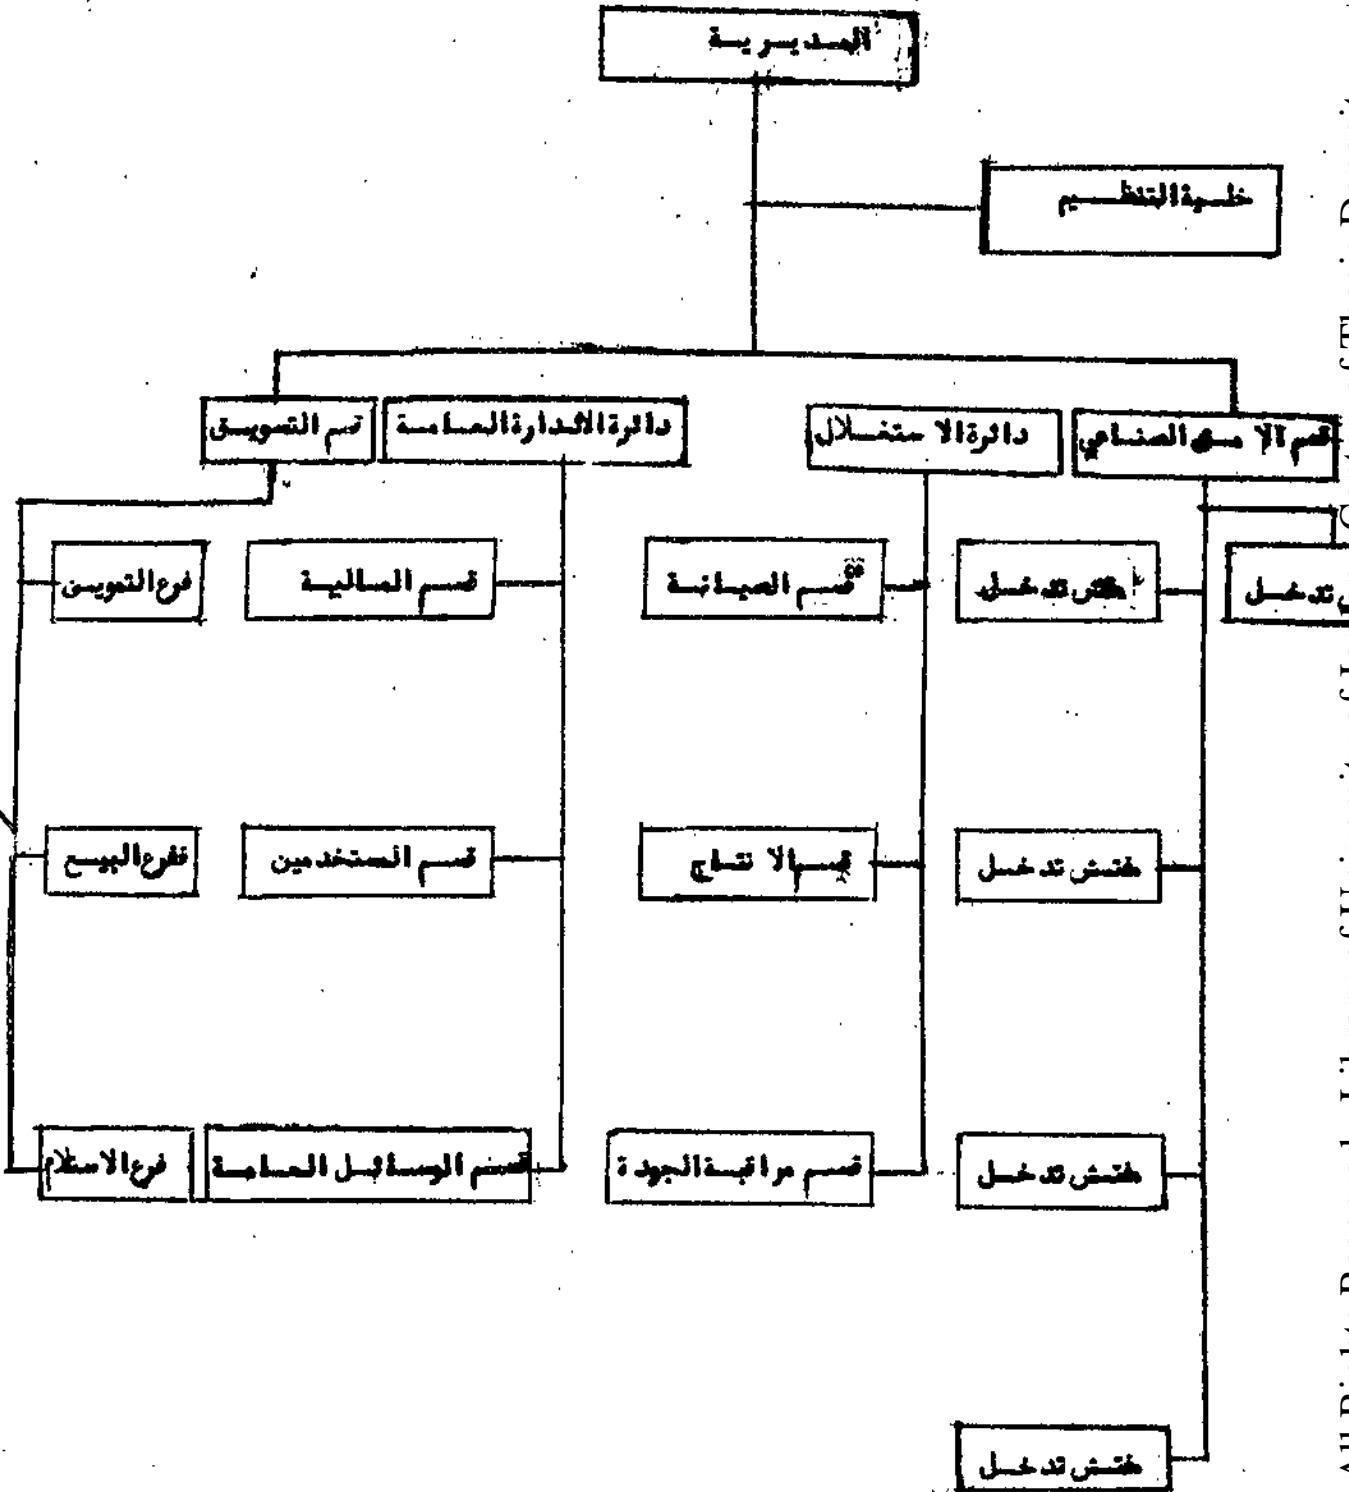 المديرية
خلية التنظيم
قسم الامن الصناعي
دائرة الاستغلال
دائرة الادارة العامة
قسم التسويق
تدخل
مفتش تدخل
قسم الصيانة
قسم المالية
فرع التموين
مفتش تدخل
قسم الانتاج
قسم المستخدمين
ففرع البيع
مفتش تدخل
قسم مراقبة الجودة
قسم الوسائل العامة
فرع الاستلام
مفتش تدخل